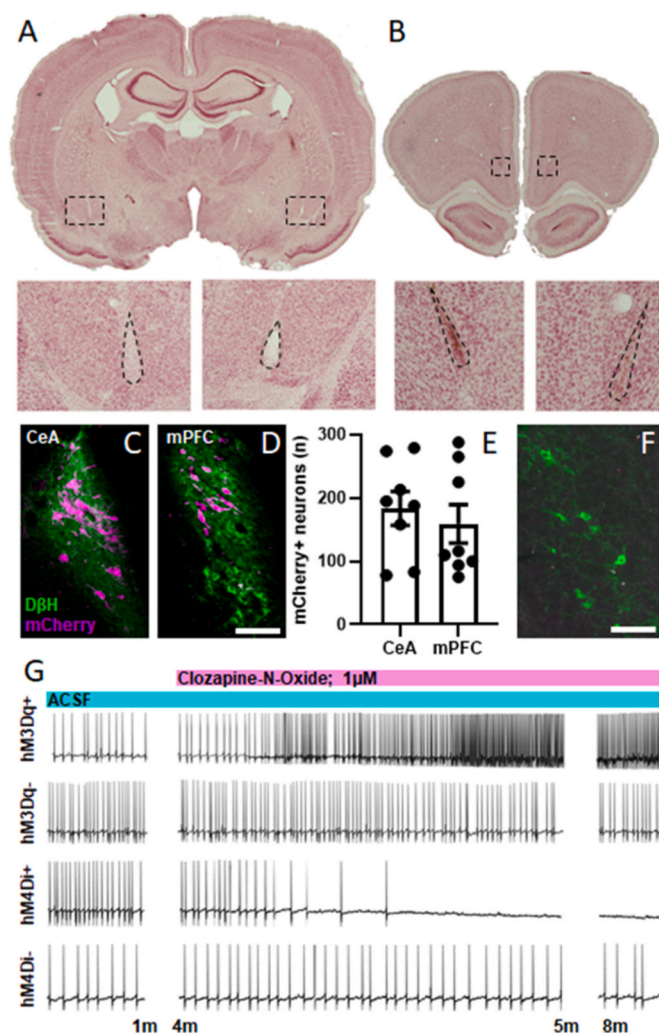 A
B
CeA
C
mPFC
D
DβH
mCherry
mCherry+ neurons (n)
300
200
100
0
CeA
mPFC
E
F
G
Clozapine-N-Oxide; 1µM
ACSF
hM3Dq+
hM3Dq-
hM4Di+
hM4Di-
1m
4m
5m
8m